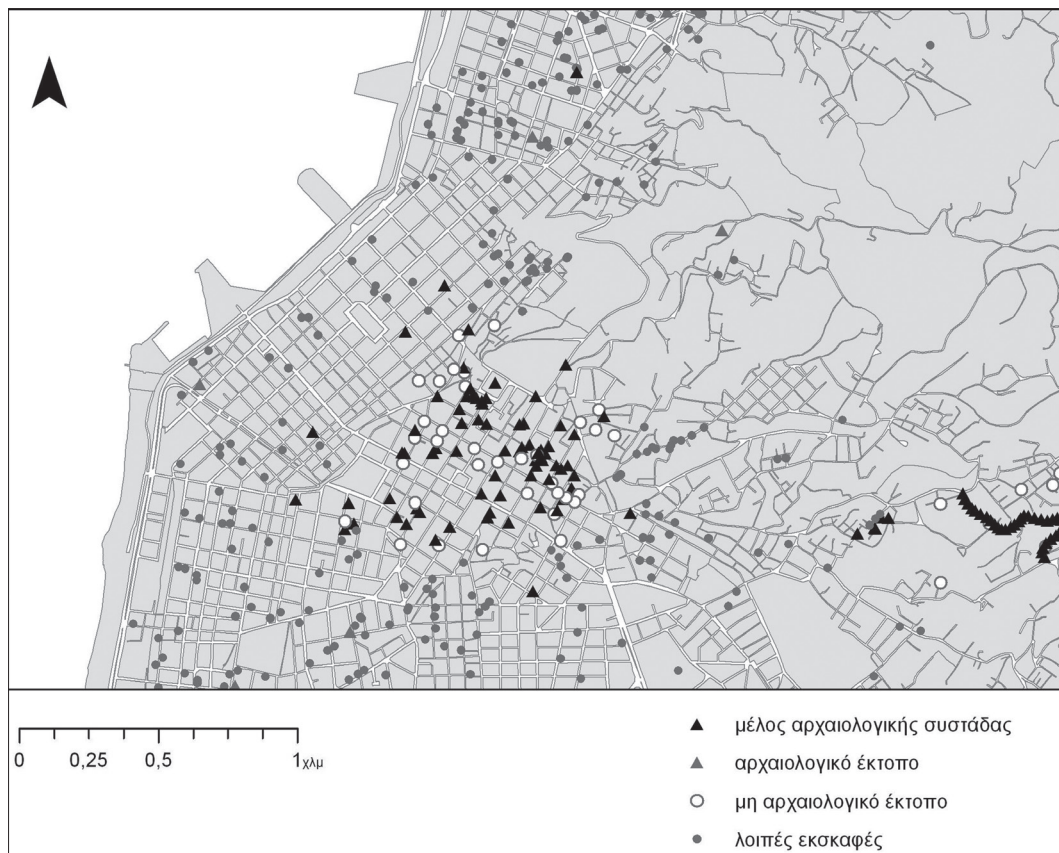 0 0,25 0,5 1χλμ
μέλος αρχαιολογικής συστάδας
αρχαιολογικό έκτοπο
μη αρχαιολογικό έκτοπο
λοιπές εκσκαφές